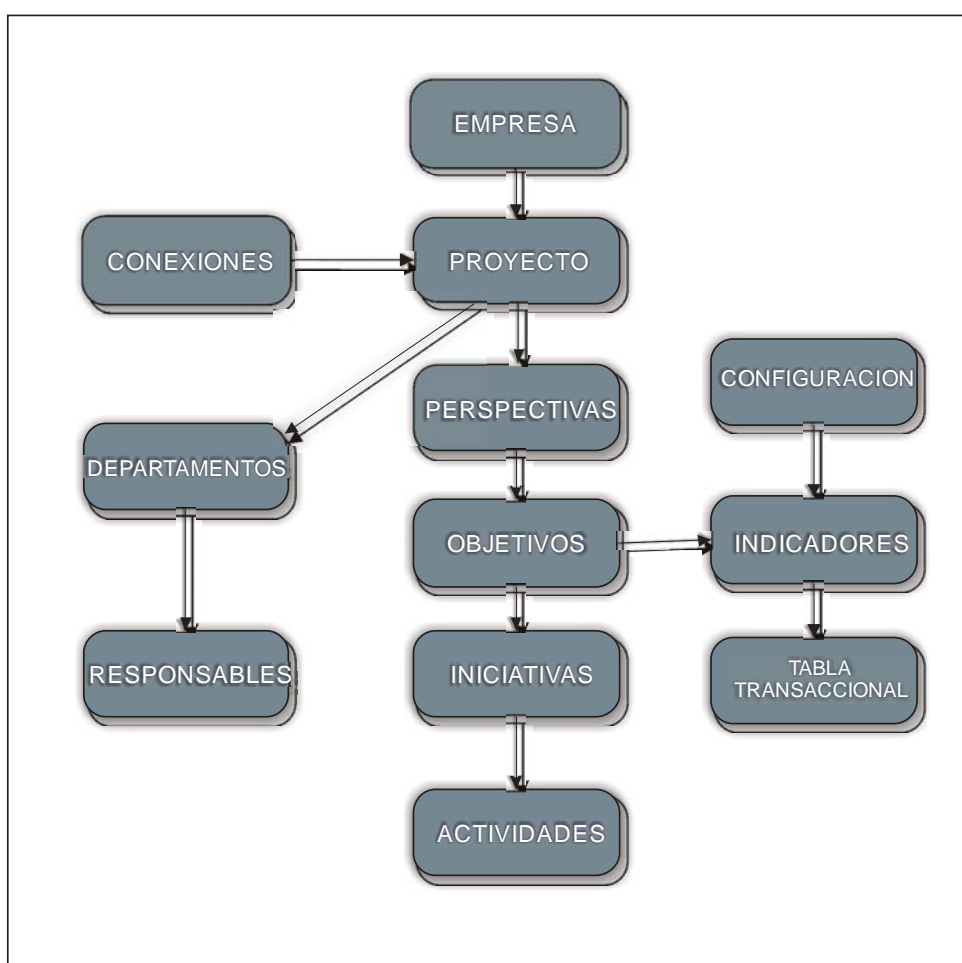 EMPRESA
CONEXIONES
PROYECTO
PERSPECTIVAS
CONFIGURACION
DEPARTAMENTOS
OBJETIVOS
INDICADORES
RESPONSABLES
INICIATIVAS
TABLA
TRANSACCIONAL
ACTIVIDADES